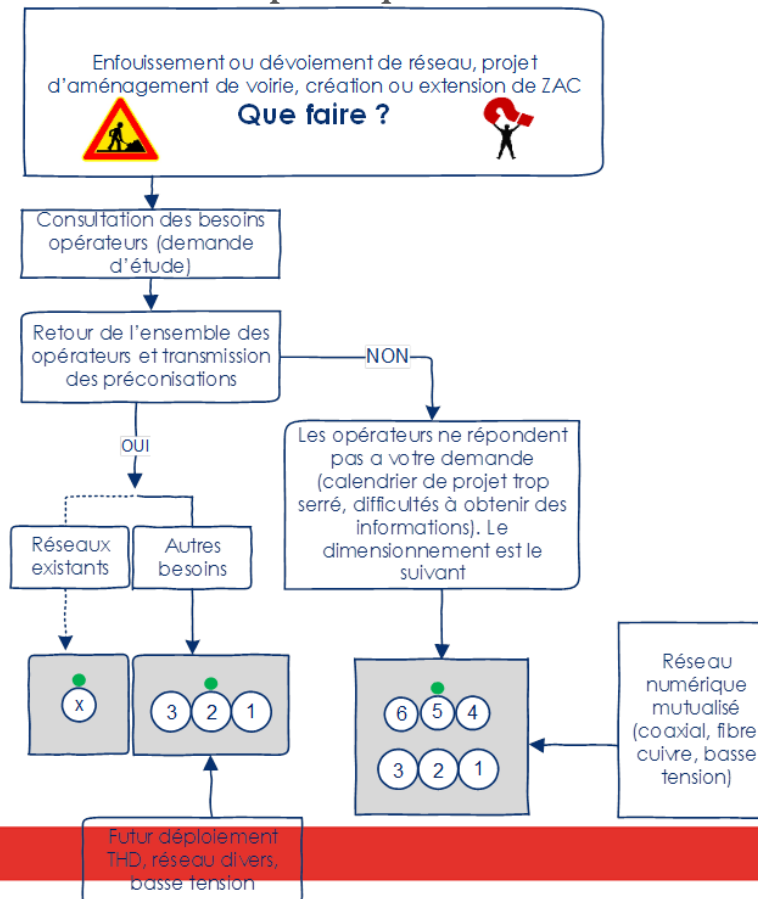 Enfouissement ou dévoiement de réseau, projet
d'aménagement de voirie, création ou extension de ZAC
Que faire ?
Consultation des besoins
opérateurs (demande
d'étude)
Retour de l'ensemble des
opérateurs et transmission
des préconisations
NON
OUI
Les opérateurs ne répondent
pas a votre demande
(calendrier de projet trop
serré, difficultés à obtenir des
informations). Le
dimensionnement est le
suivant
Réseaux
existants
Autres
besoins
x
3 2 1
6 5 4
3 2 1
Réseau
numérique
mutualisé
(coaxial, fibre
cuivre, basse
tension)
Futur déploiement
THD, réseau divers,
basse tension